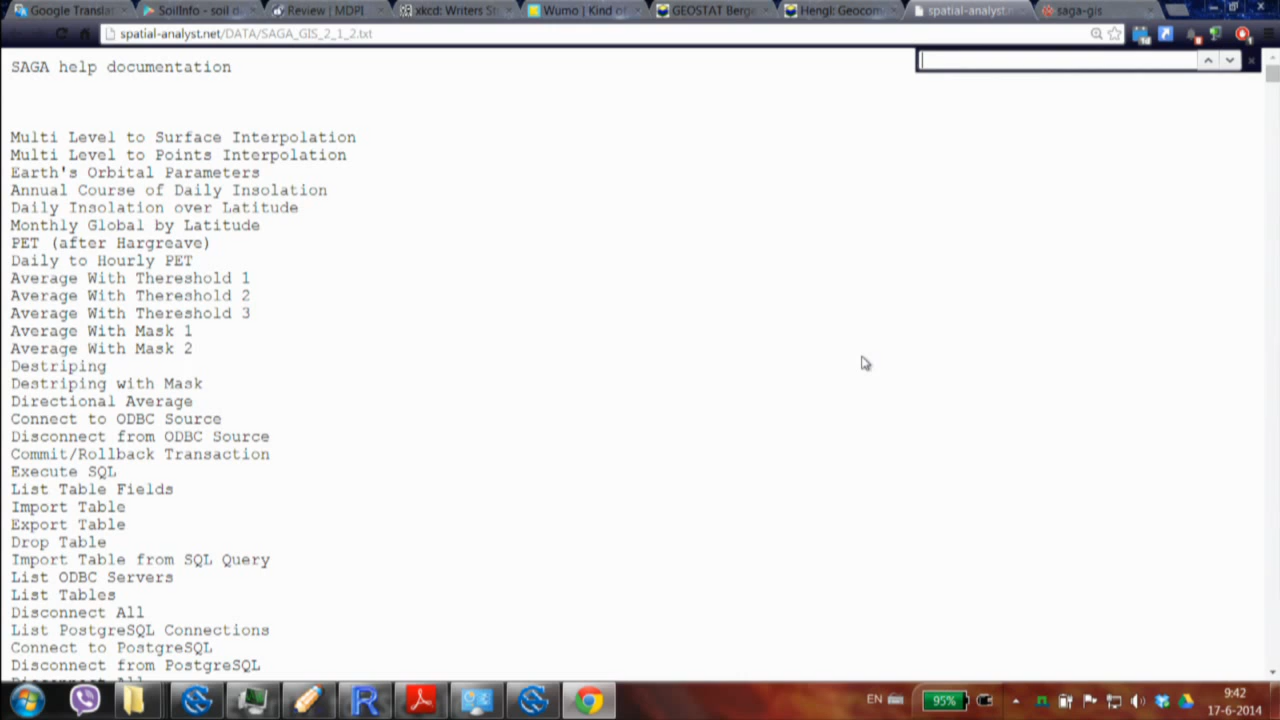 Google Translat
SoilInfo - soil d
Review | MDPI
xkcd: Writers St
Wumo | Kind of
GEOSTAT Berge
Hengl: Geocom
spatial-analyst.ne
saga-gis
spatial-analyst.net/DATA/SAGA_GIS_2_1_2.txt
SAGA help documentation
Multi Level to Surface Interpolation
Multi Level to Points Interpolation
Earth's Orbital Parameters
Annual Course of Daily Insolation
Daily Insolation over Latitude
Monthly Global by Latitude
PET (after Hargreave)
Daily to Hourly PET
Average With Thereshold 1
Average With Thereshold 2
Average With Thereshold 3
Average With Mask 1
Average With Mask 2
Destriping
Destriping with Mask
Directional Average
Connect to ODBC Source
Disconnect from ODBC Source
Commit/Rollback Transaction
Execute SQL
List Table Fields
Import Table
Export Table
Drop Table
Import Table from SQL Query
List ODBC Servers
List Tables
Disconnect All
List PostgreSQL Connections
Connect to PostgreSQL
Disconnect from PostgreSQL
Disconnect All
EN
95%
9:42
17-6-2014